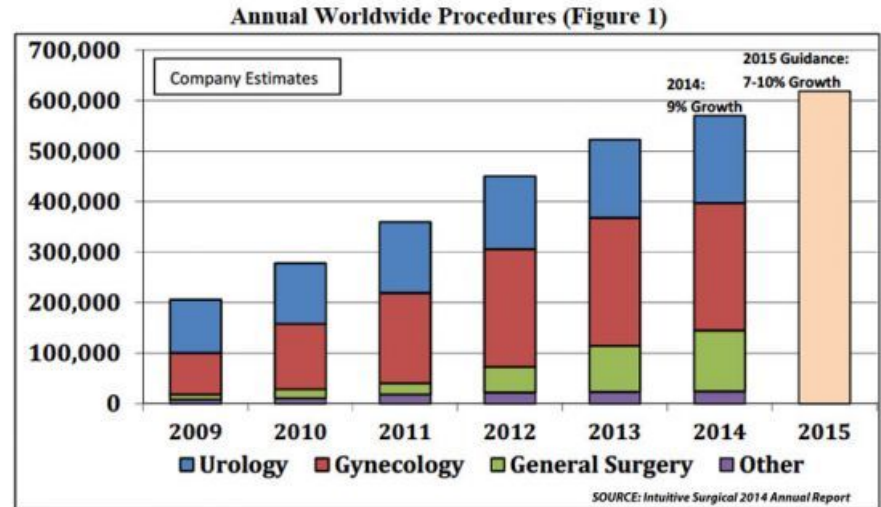 Annual Worldwide Procedures (Figure 1)
700,000
600,000
500,000
400,000
300,000
200,000
100,000
0
Company Estimates
2014:
9% Growth
2015 Guidance:
7-10% Growth
2009 2010 2011 2012 2013 2014 2015
Urology Gynecology General Surgery Other
SOURCE: Intuitive Surgical 2014 Annual Report